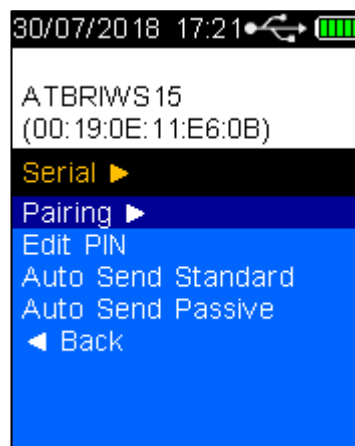 30/07/2018 17:21
ATBRIWS15
(00:19:0E:11:E6:0B)
Serial ▶
Pairing ▶
Edit PIN
Auto Send Standard
Auto Send Passive
◀ Back